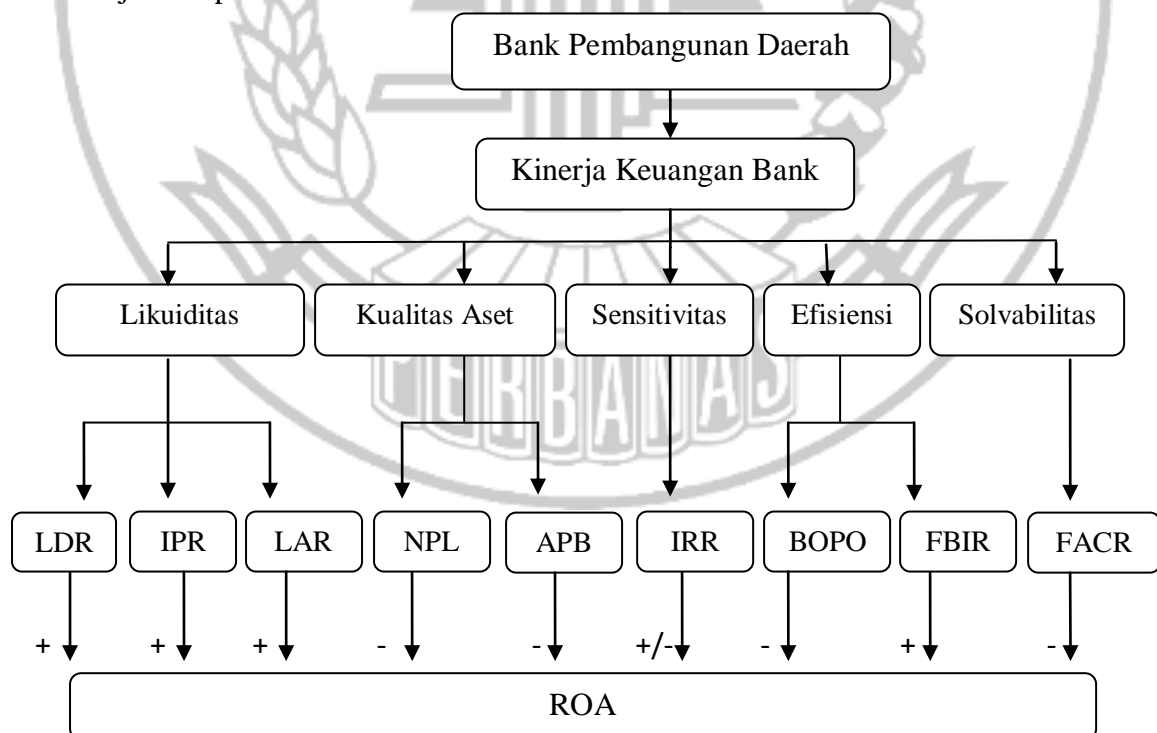 Bank Pembangunan Daerah
Kinerja Keuangan Bank
Likuiditas
Kualitas Aset
Sensitivitas
Efisiensi
Solvabilitas
PERBANAS
LDR
IPR
LAR
NPL
APB
IRR
BOPO
FBIR
FACR
+
+
+
-
-
+/-
-
+
-
ROA